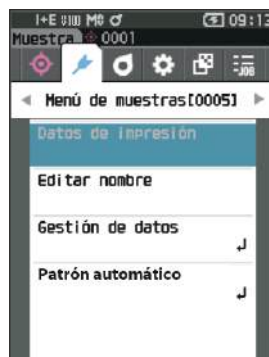 I+E M0 09:13
Muestra 0001
Menú de muestras[0005]
Datos de impresión
Editar nombre
Gestión de datos
Patrón automático